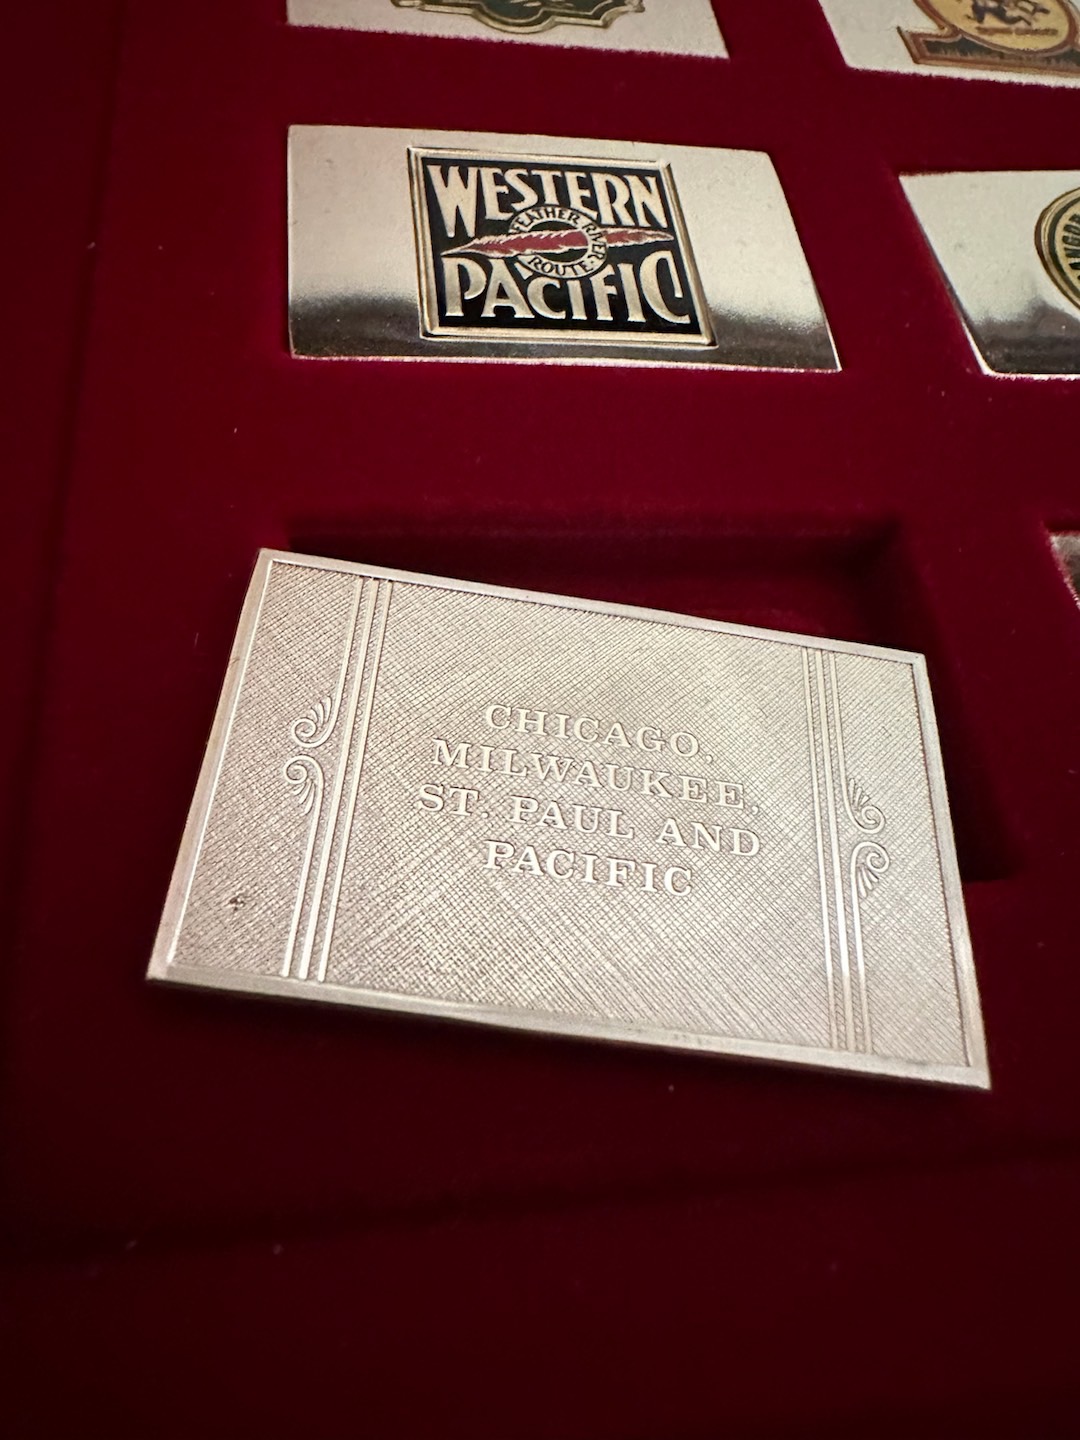 WESTERN
FEATHER RIVER
ROUTE
PACIFIC
CHICAGO,
MILWAUKEE,
ST. PAUL AND
PACIFIC